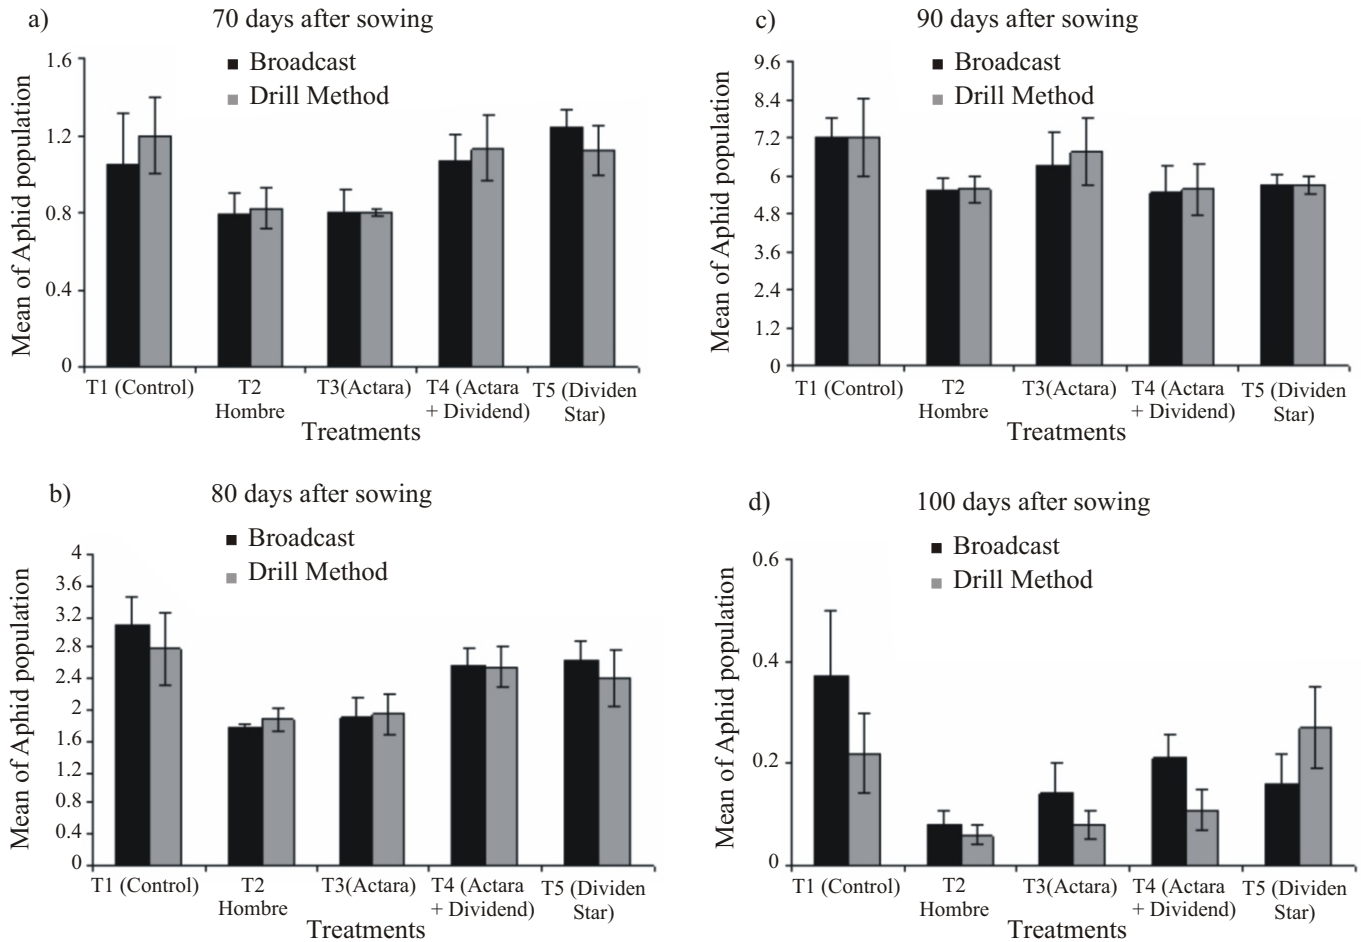 a)
70 days after sowing
Broadcast
Drill Method
Mean of Aphid population
1.6
1.2
0.8
0.4
0
T1 (Control)
T2
Hombre
T3(Actara)
T4 (Actara
+ Dividend)
T5 (Dividen
Star)
Treatments
c)
90 days after sowing
Broadcast
Drill Method
Mean of Aphid population
9.6
8.4
7.2
6
4.8
3.6
2.4
1.2
0
T1 (Control)
T2
Hombre
T3(Actara)
T4 (Actara
+ Dividend)
T5 (Dividen
Star)
Treatments
b)
80 days after sowing
Broadcast
Drill Method
Mean of Aphid population
4
3.6
3.2
2.8
2.4
2
1.6
1.2
0.8
0.4
0
T1 (Control)
T2
Hombre
T3(Actara)
T4 (Actara
+ Dividend)
T5 (Dividen
Star)
Treatments
d)
100 days after sowing
Broadcast
Drill Method
Mean of Aphid population
0.6
0.4
0.2
0
T1 (Control)
T2
Hombre
T3(Actara)
T4 (Actara
+ Dividend)
T5 (Dividen
Star)
Treatments